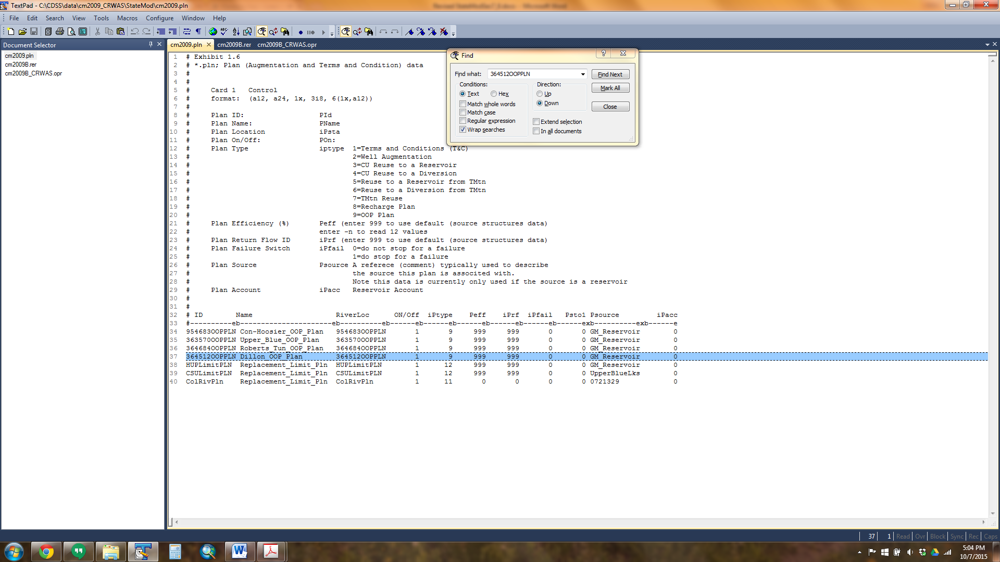 TextPad - C:\CDSS\data\cm2009_CRWAS\StateMod\cm2009.pln
File Edit Search View Tools Macros Configure Window Help
Document Selector
cm2009.pln
cm2009B.rer
cm2009B_CRWAS.opr
cm2009.pln cm2009B.rer cm2009B_CRWAS.opr
Find
Find what: 364512OOPPLN
Find Next
Conditions:
Text Hex
Match whole words
Match case
Regular expression
Wrap searches
Direction:
Up
Down
Extend selection
In all documents
Mark All
Close
1 # Exhibit 1.6
2 # *.pln; Plan (Augmentation and Terms and Condition) data
3 #
4 #
5 # Card 1 Control
6 # format: (a12, a24, 1x, 3i8, 6(1x,a12))
7 #
8 # Plan ID: PId
9 # Plan Name: PName
10 # Plan Location iPsta
11 # Plan On/Off: POn:
12 # Plan Type iptype 1=Terms and Conditions (T&C)
13 # 2=Well Augmentation
14 # 3=CU Reuse to a Reservoir
15 # 4=CU Reuse to a Diversion
16 # 5=Reuse to a Reservoir from TMtn
17 # 6=Reuse to a Diversion from TMtn
18 # 7=TMtn Reuse
19 # 8=Recharge Plan
20 # 9=OOP Plan
21 # Plan Efficiency (%) Peff (enter 999 to use default (source structures data)
22 # enter -n to read 12 values
23 # Plan Return Flow ID iPrf (enter 999 to use default (source structures data)
24 # Plan Failure Switch iPfail 0=do not stop for a failure
25 # 1=do stop for a failure
26 # Plan Source Psource A referece (comment) typically used to describe
27 # the source this plan is associted with.
28 # Note this data is currently only used if the source is a reservoir
29 # Plan Account iPacc Reservoir Account
30 #
31 #
32 # ID Name RiverLoc ON/Off iPtype Peff iPrf iPfail Psto1 Psource iPacc
33 #----------eb----------------------eb----------eb------eb------eb------eb------eb------eb------exb----------exb------e
34 954683OOPPLN Con-Hoosier_OOP_Plan 954683OOPPLN 1 9 999 999 0 0 GM_Reservoir 0
35 363570OOPPLN Upper_Blue_OOP_Plan 363570OOPPLN 1 9 999 999 0 0 GM_Reservoir 0
36 364684OOPPLN Roberts_Tun_OOP_Plan 364684OOPPLN 1 9 999 999 0 0 GM_Reservoir 0
37 364512OOPPLN Dillon_OOP_Plan 364512OOPPLN 1 9 999 999 0 0 GM_Reservoir 0
38 HUPLimitPLN Replacement_Limit_Pln HUPLimitPLN 1 12 999 999 0 0 GM_Reservoir 0
39 CSULimitPLN Replacement_Limit_Pln CSULimitPLN 1 12 999 999 0 0 UpperBlueLks 0
40 ColRivPln Replacement_Limit_Pln ColRivPln 1 11 0 0 0 0 0721329 0
37 1 Read Ovr Block Sync Rec Caps
5:04 PM
10/7/2015